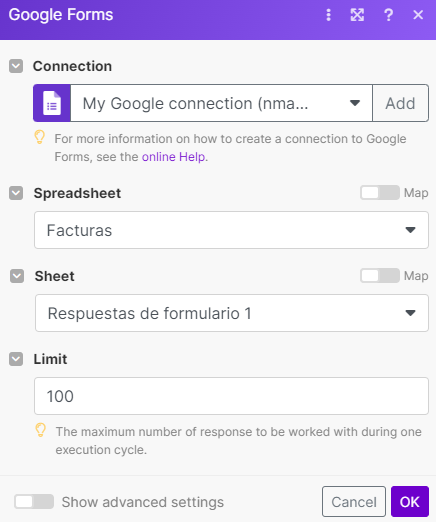 Google Forms
Connection
My Google connection (nma...
Add
For more information on how to create a connection to Google
Forms, see the online Help.
Spreadsheet
Map
Facturas
Sheet
Map
Respuestas de formulario 1
Limit
100
The maximum number of response to be worked with during one
execution cycle.
Show advanced settings
Cancel
OK